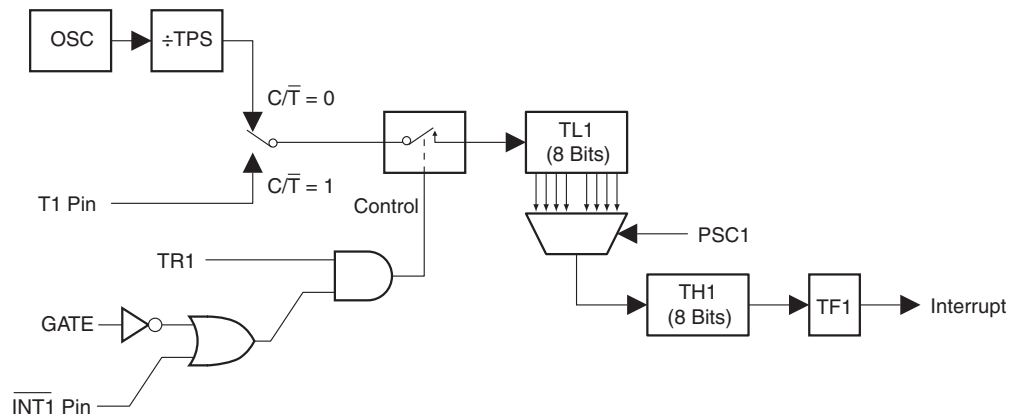 OSC
÷TPS
C/T̅ = 0
TL1
(8 Bits)
C/T̅ = 1
T1 Pin
Control
PSC1
TR1
TH1
(8 Bits)
TF1
Interrupt
GATE
I̅N̅T̅1̅ Pin